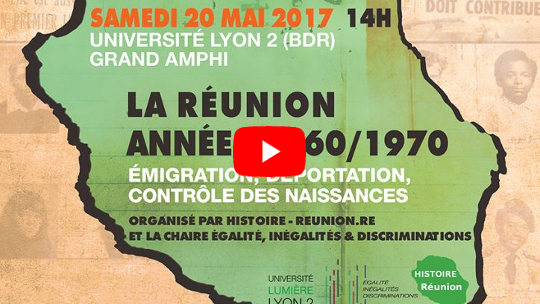 DOIT CONTRIBUE
SAMEDI 20 MAI 2017 14H
UNIVERSITÉ LYON 2 (BDR)
GRAND AMPHI
LA RÉUNION
ANNÉE 60/1970
ÉMIGRATION, DÉPORTATION,
CONTRÔLE DES NAISSANCES
ORGANISÉ PAR HISTOIRE - REUNION.RE
ET LA CHAIRE ÉGALITÉ, INÉGALITÉS & DISCRIMINATIONS
UNIVERSITÉ
LUMIÈRE
LYON 2
ÉGALITÉ
INÉGALITÉS
DISCRIMINATIONS
HISTOIRE
Réunion